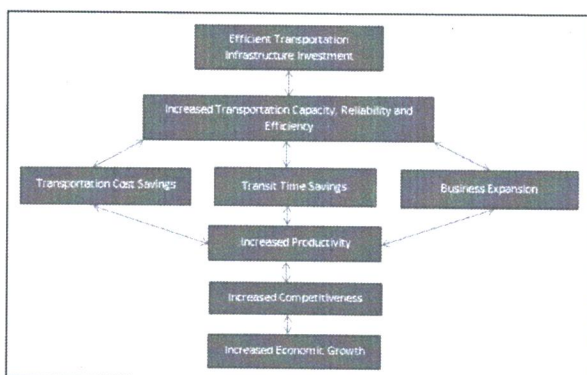 Efficient Transportation
Infrastructure Investment
Increased Transportation Capacity, Reliability and
Efficiency
Transportation Cost Savings
Transit Time Savings
Business Expansion
Increased Productivity
Increased Competitiveness
Increased Economic Growth